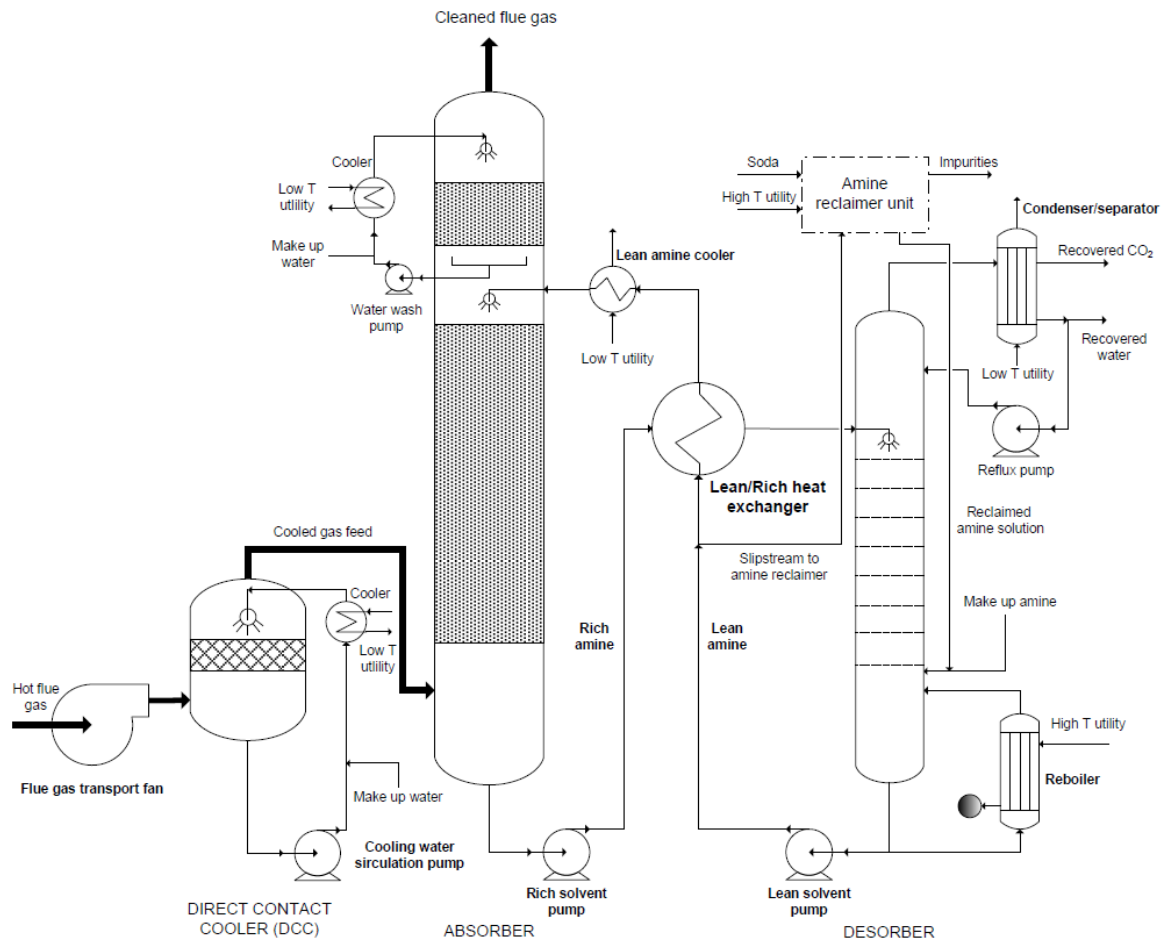 Cleaned flue gas
Cooler
Low T
utlility
Make up
water
Water wash
pump
Soda
High T utility
Amine
reclaimer unit
Impurities
Condenser/separator
Recovered CO2
Recovered
water
Low T utility
Reflux pump
Lean amine cooler
Low T utility
Lean/Rich heat
exchanger
Slipstream to
amine reclaimer
Reclaimed
amine solution
Make up amine
Cooled gas feed
Cooler
Low T
utlility
Rich
amine
Lean
amine
Hot flue
gas
Flue gas transport fan
Make up water
Cooling water
sirculation pump
High T utility
Reboiler
Rich solvent
pump
Lean solvent
pump
DIRECT CONTACT
COOLER (DCC)
ABSORBER
DESORBER